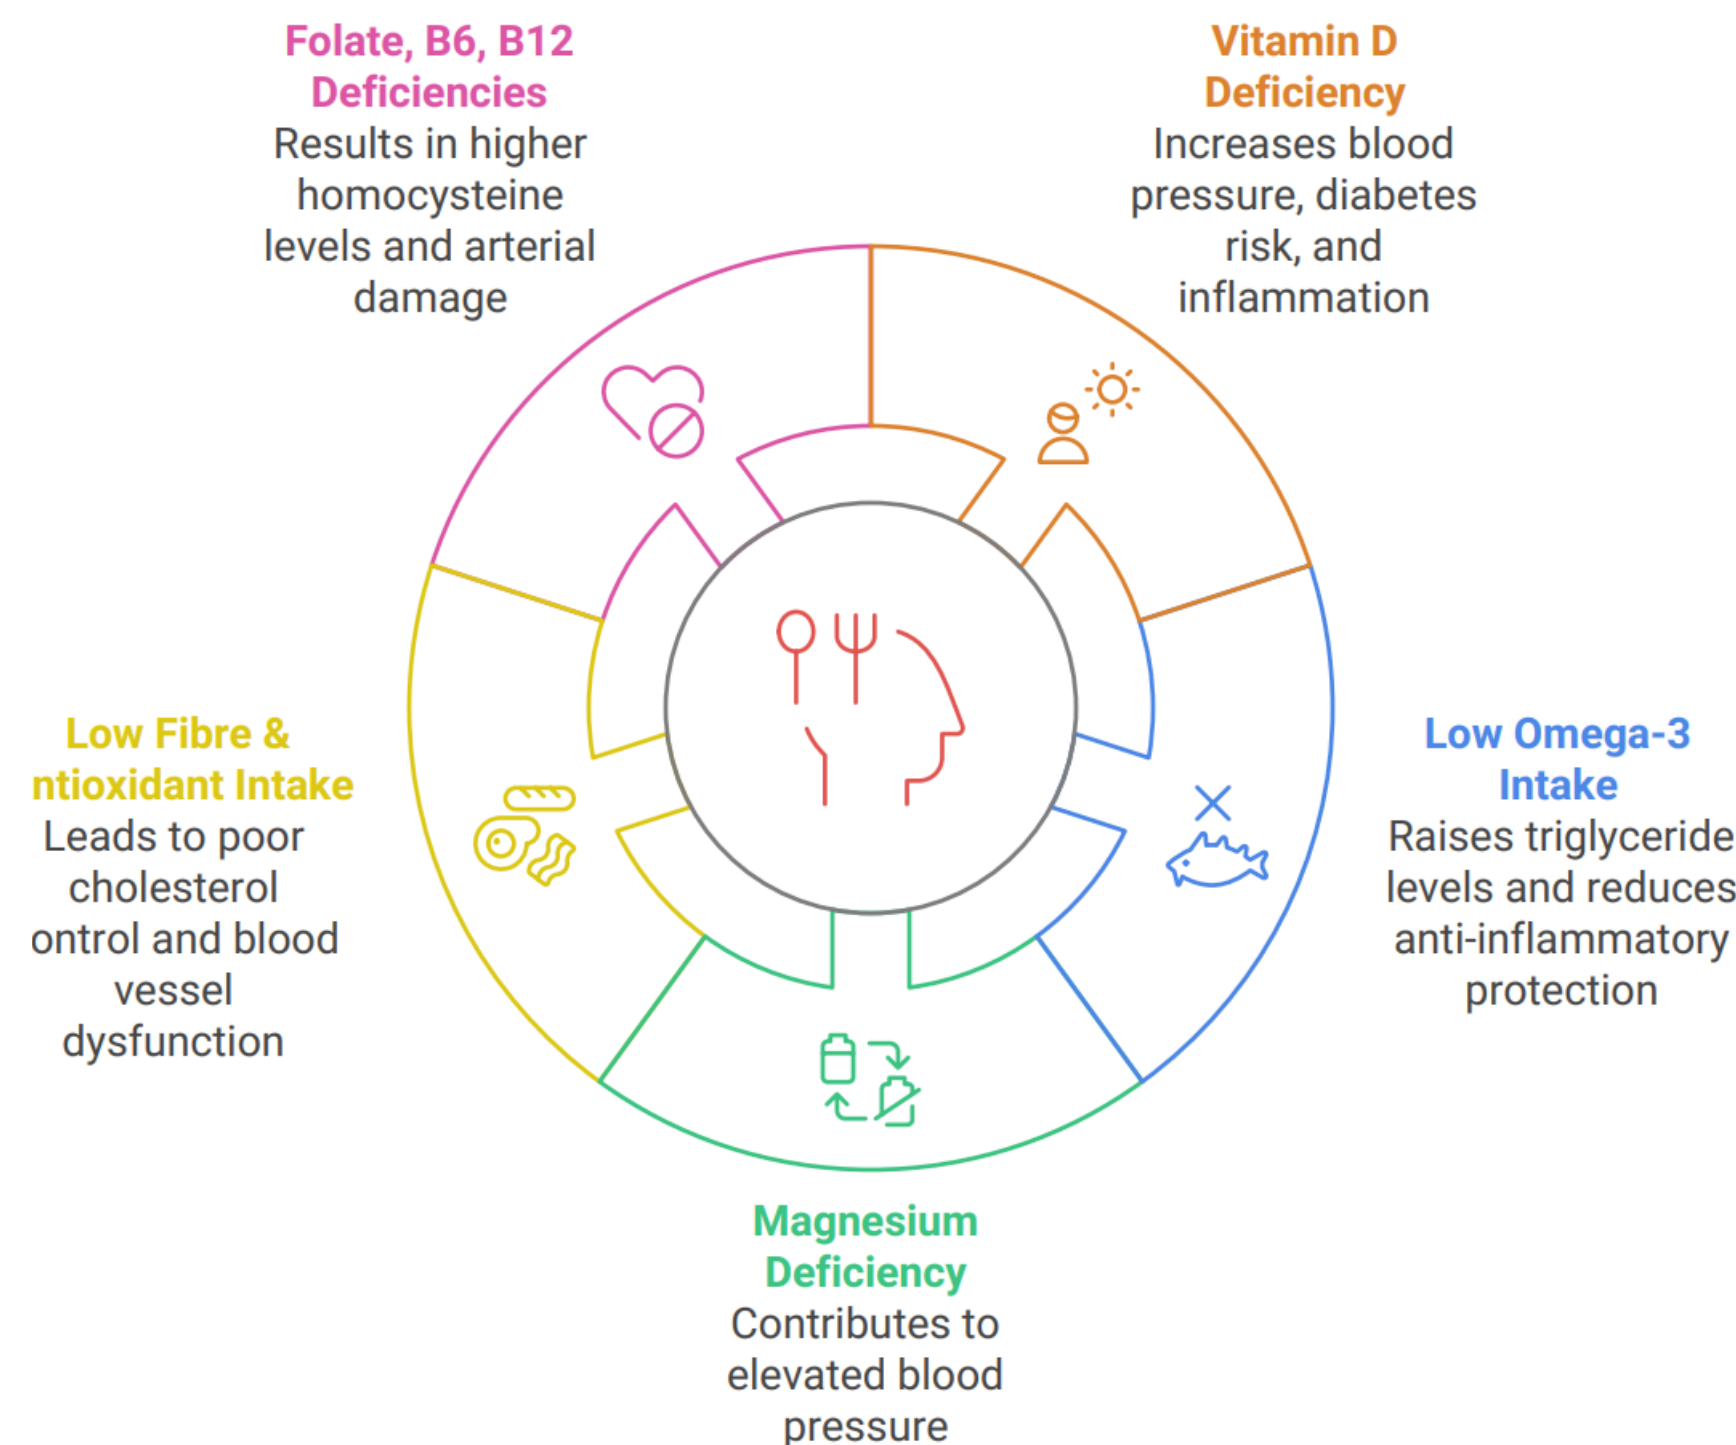 Folate, B6, B12
Deficiencies
Results in higher
homocysteine
levels and arterial
damage
Vitamin D
Deficiency
Increases blood
pressure, diabetes
risk, and
inflammation
Low Fibre &
ntioxidant Intake
Leads to poor
cholesterol
ontrol and blood
vessel
dysfunction
Low Omega-3
Intake
Raises triglyceride
levels and reduces
anti-inflammatory
protection
Magnesium
Deficiency
Contributes to
elevated blood
pressure